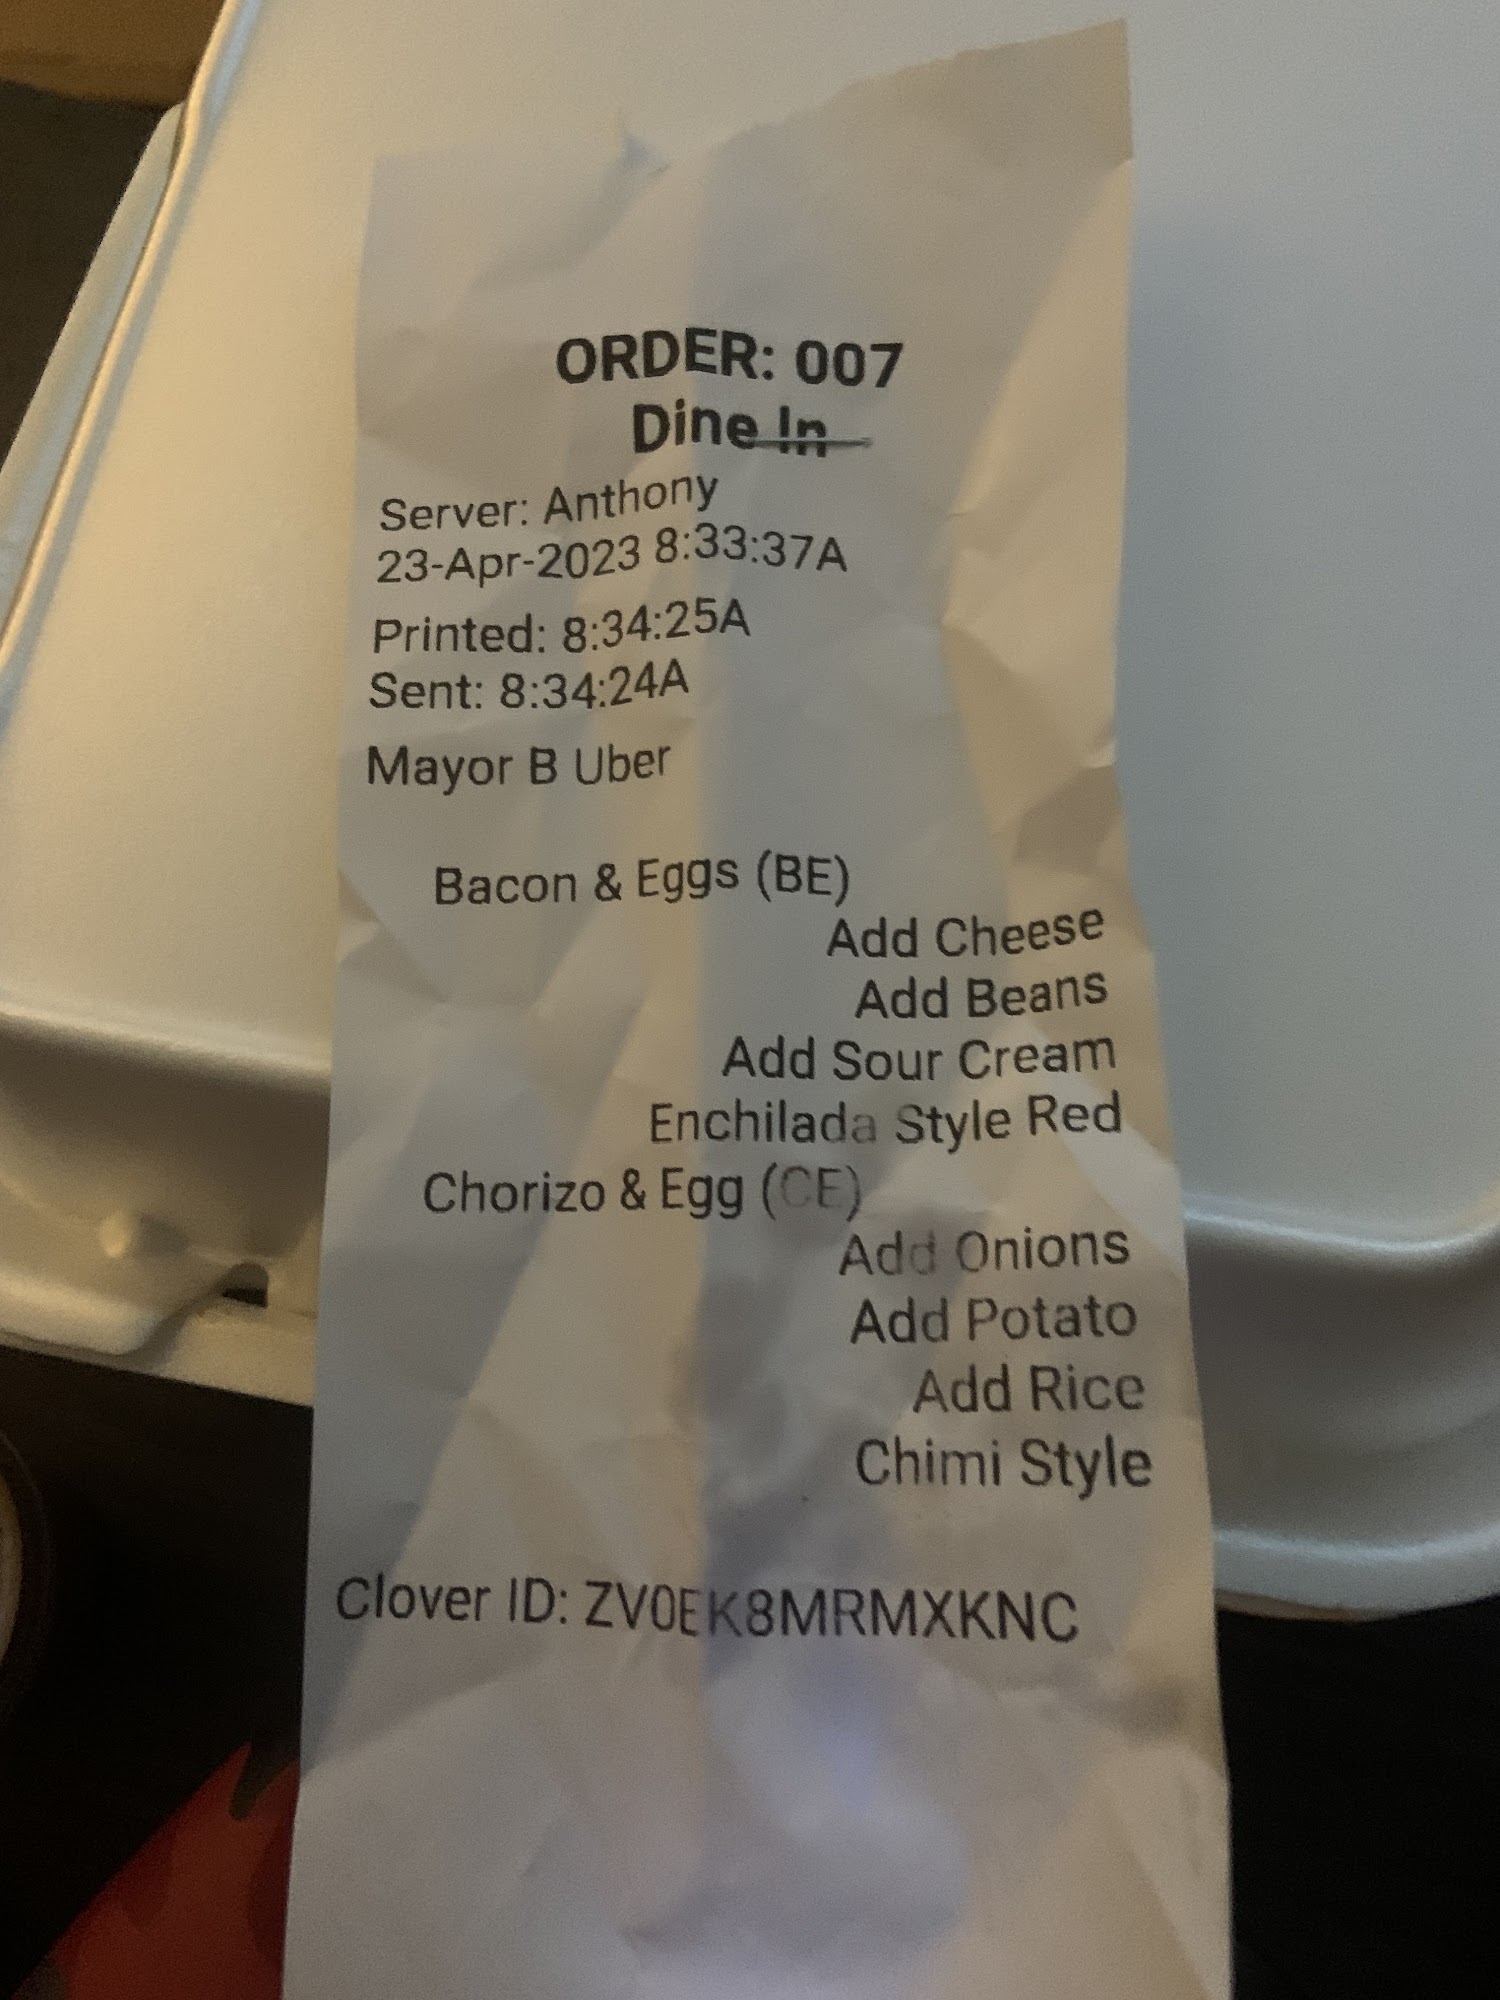 ORDER: 007
Dine In
Server: Anthony
23-Apr-2023 8:33:37A
Printed: 8:34:25A
Sent: 8:34:24A
Mayor B Uber
Bacon & Eggs (BE)
Add Cheese
Add Beans
Add Sour Cream
Enchilada Style Red
Chorizo & Egg (CE)
Add Onions
Add Potato
Add Rice
Chimi Style
Clover ID: ZV0EK8MRMXKNC